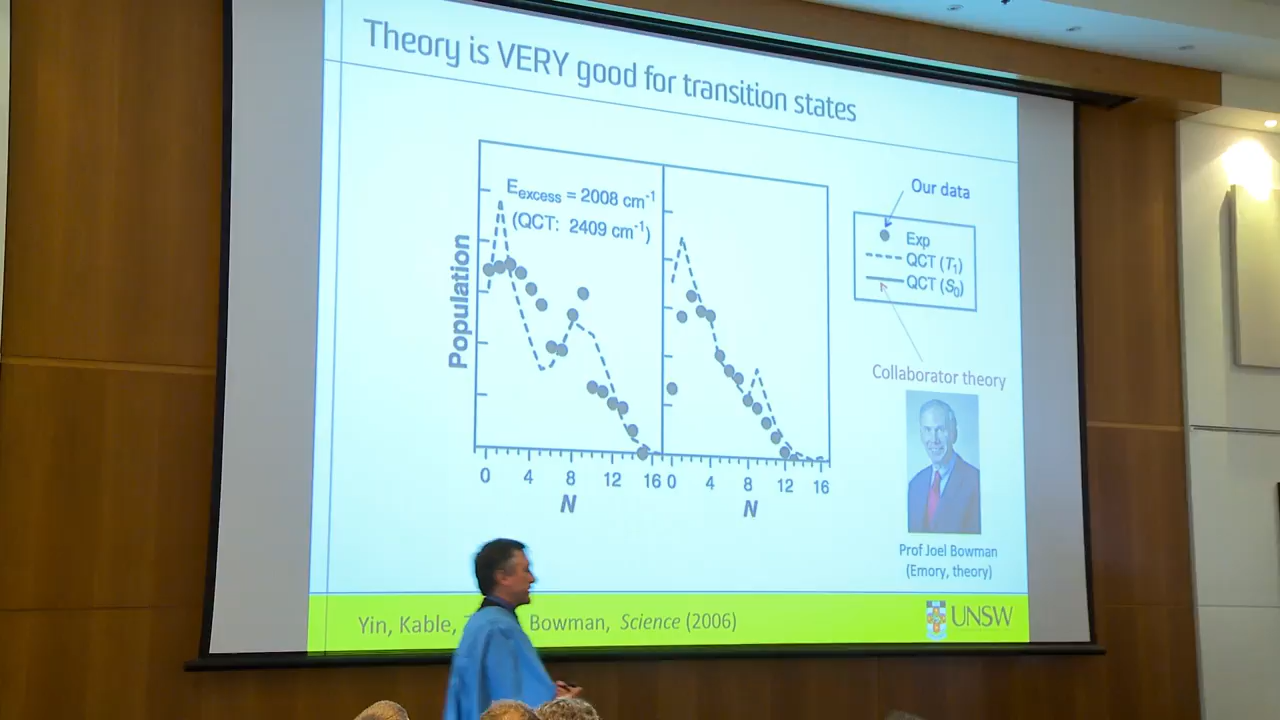 Theory is VERY good for transition states
E_excess = 2008 cm⁻¹
(QCT: 2409 cm⁻¹)
Population
0 4 8 12 16
N
0 4 8 12 16
N
Our data
Exp
QCT (T₁)
QCT (S₀)
Collaborator theory
Prof Joel Bowman
(Emory, theory)
Yin, Kable, Bowman, Science (2006)
UNSW